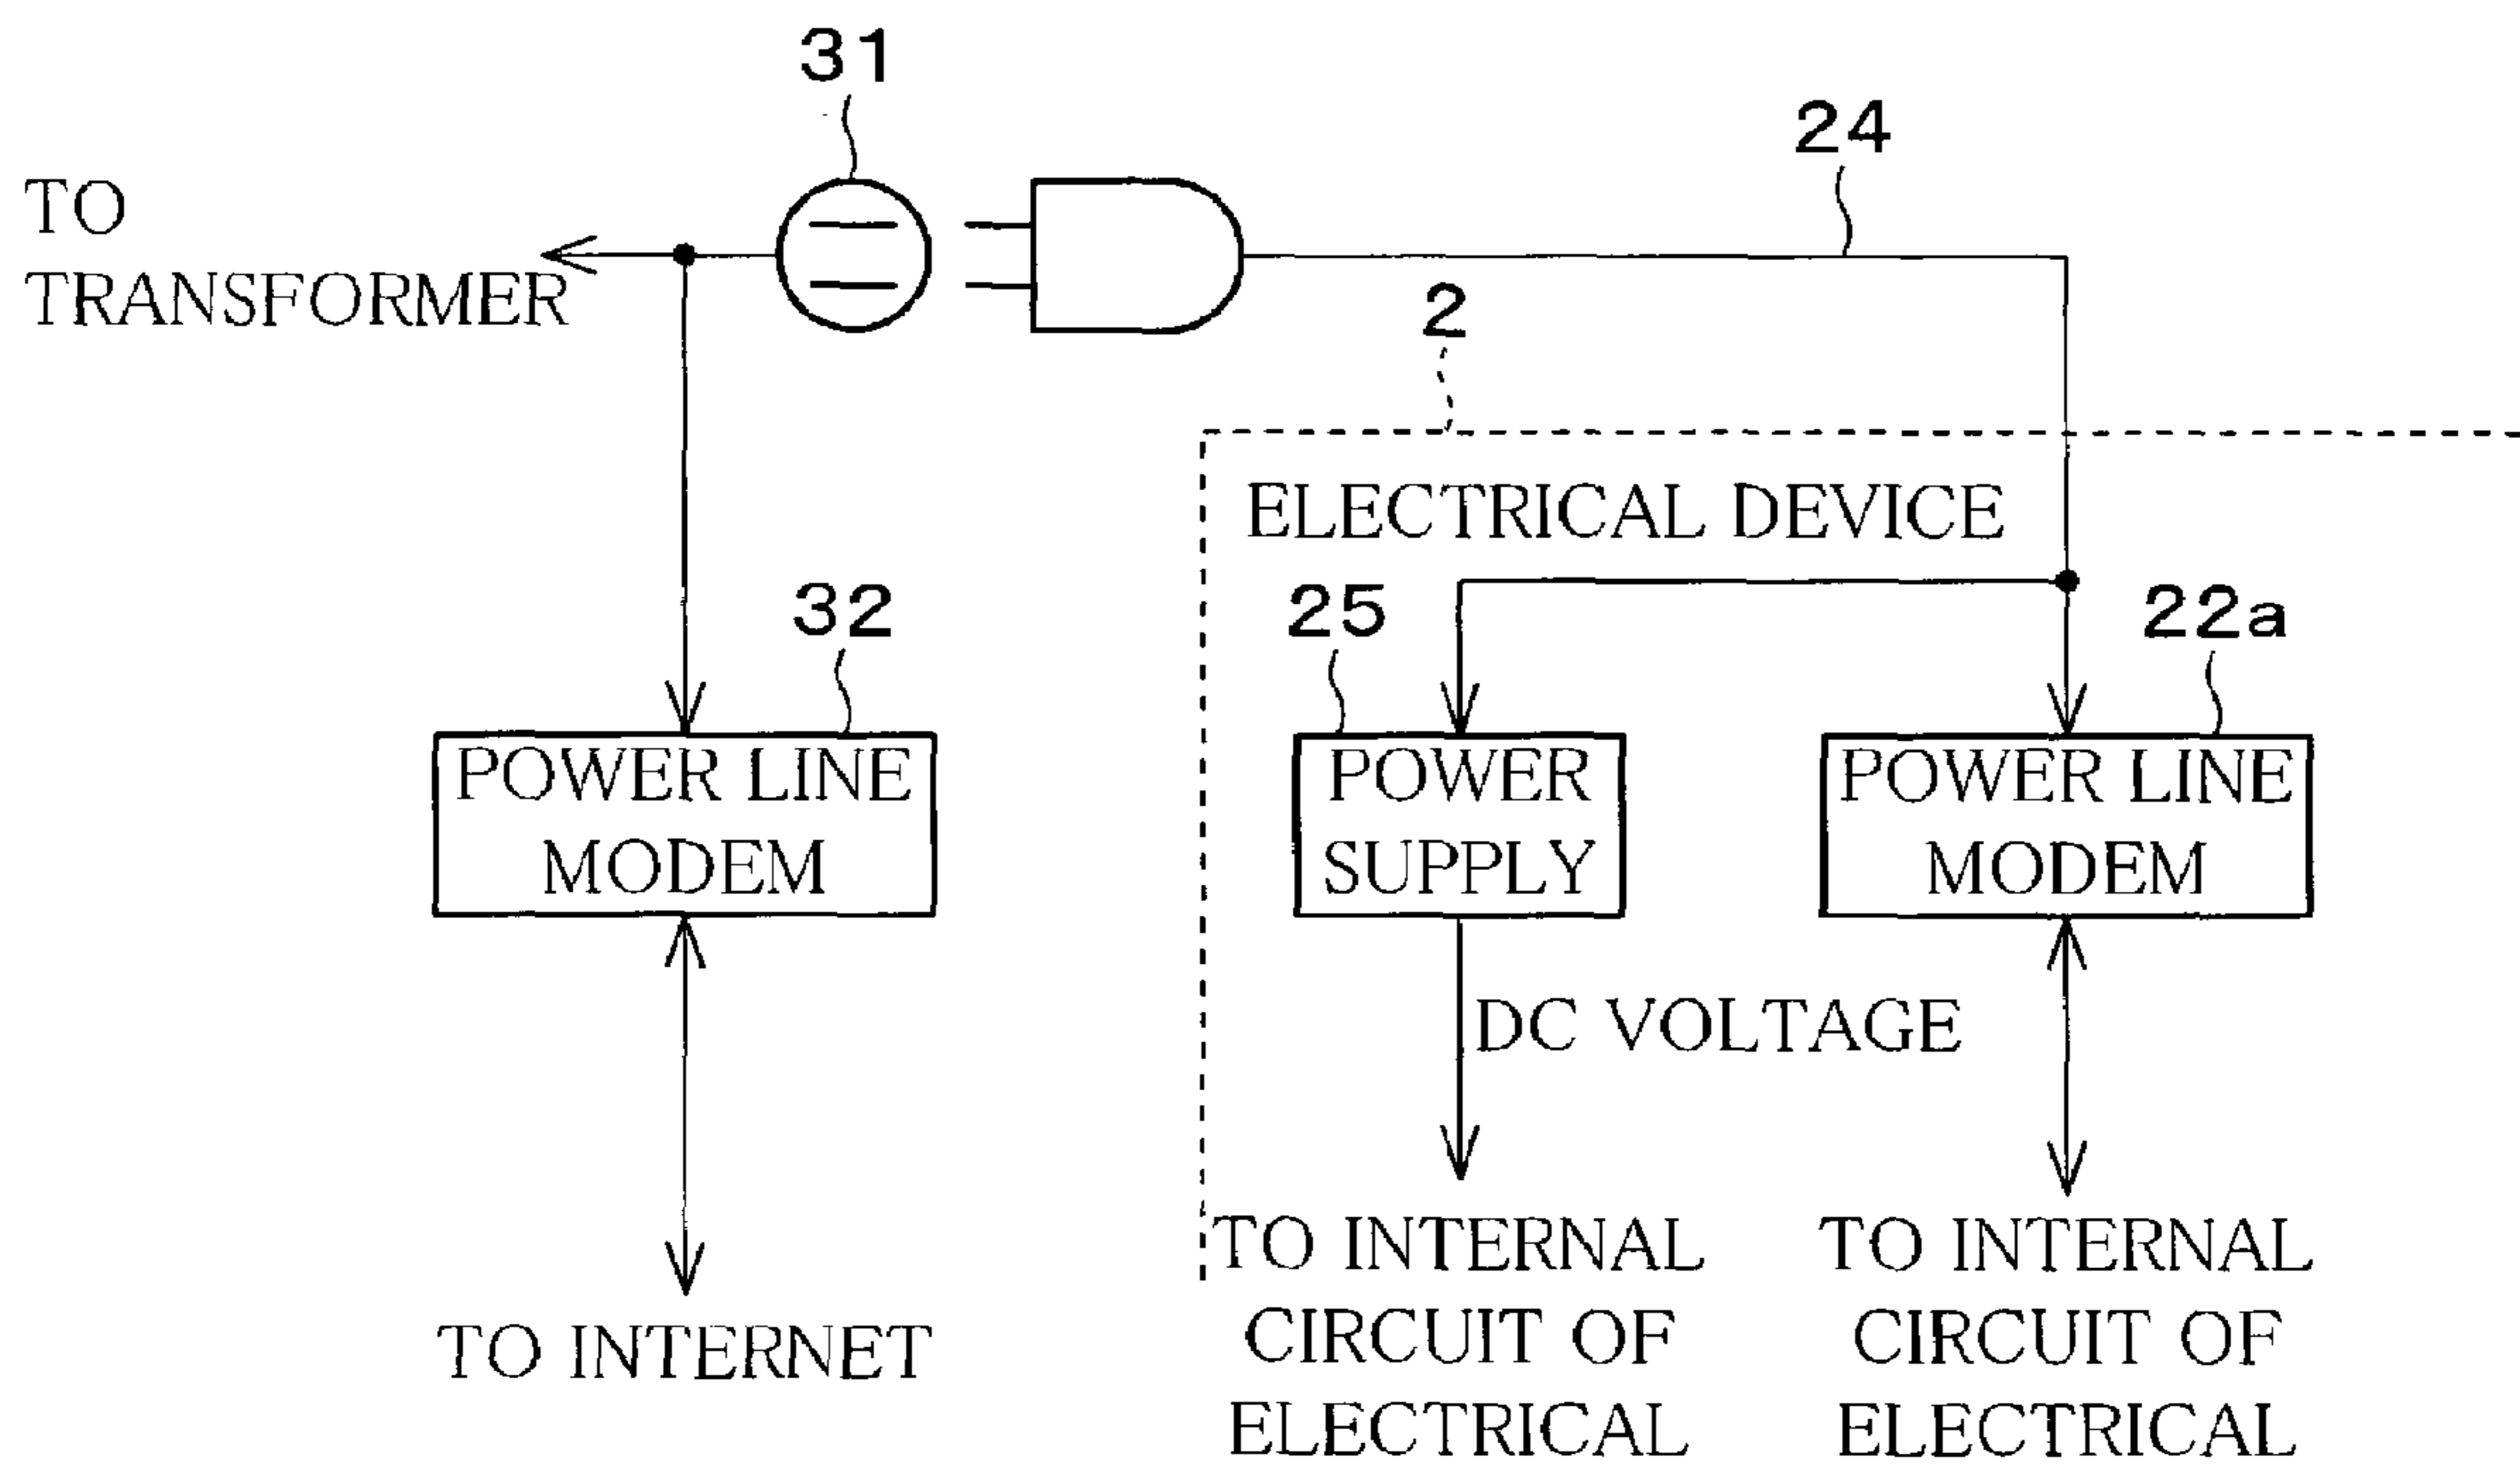 31
24
TO
TRANSFORMER
2
ELECTRICAL DEVICE
32
25
22a
POWER LINE
MODEM
POWER
SUPPLY
POWER LINE
MODEM
DC VOLTAGE
TO INTERNAL
CIRCUIT OF
ELECTRICAL
TO INTERNAL
CIRCUIT OF
ELECTRICAL
TO INTERNET